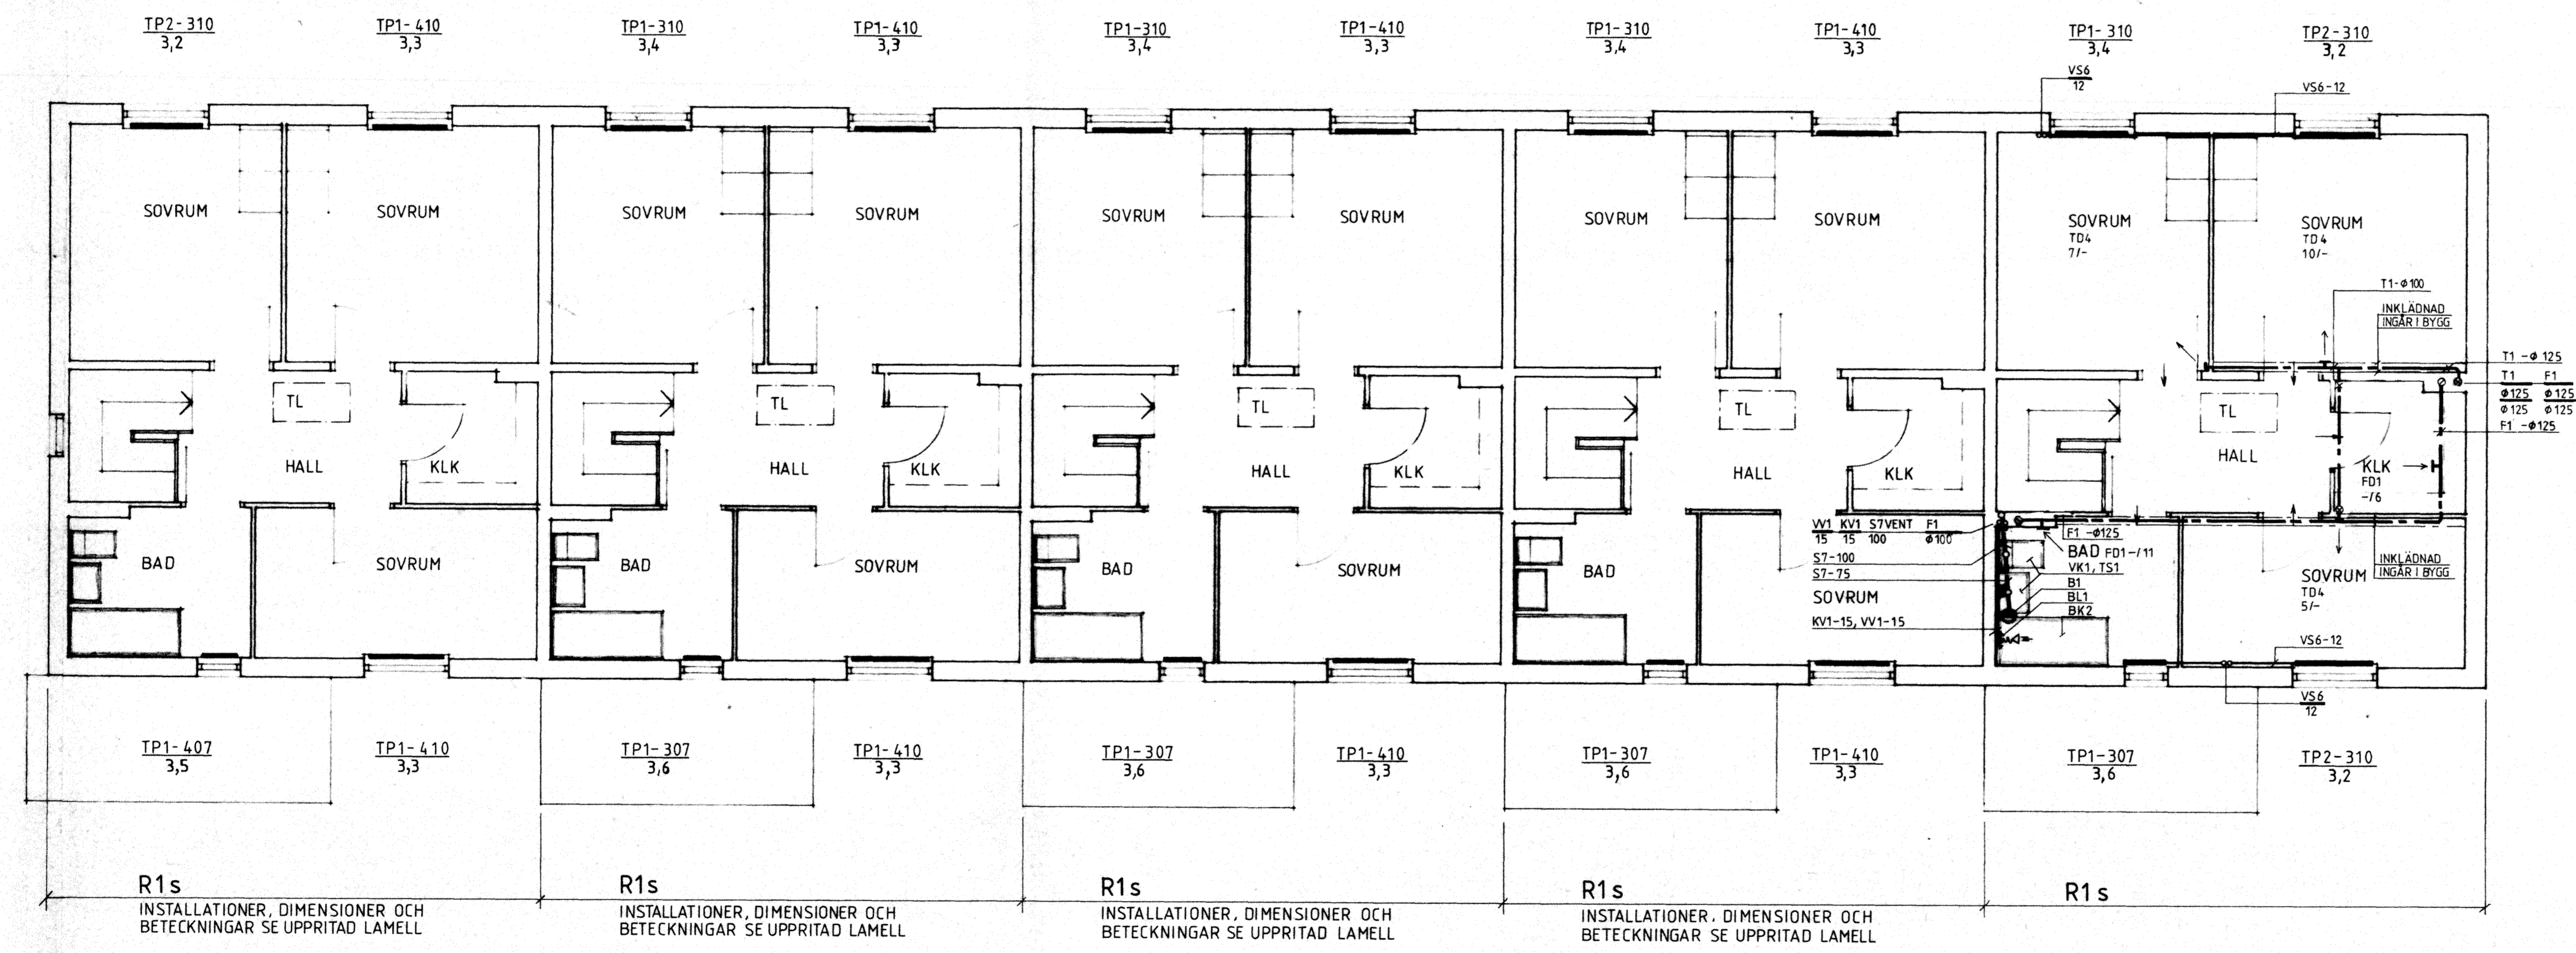 TP2-310
3,2
TP1-410
3,3
TP1-310
3,4
TP1-410
3,3
TP1-310
3,4
TP1-410
3,3
TP1-310
3,4
TP1-410
3,3
TP1-310
3,4
TP2-310
3,2
VS6
12
VS6-12
SOVRUM
SOVRUM
SOVRUM
SOVRUM
SOVRUM
SOVRUM
SOVRUM
SOVRUM
SOVRUM
TD4
7/-
SOVRUM
TD4
10/-
T1-Ø100
INKLÄDNAD
INGÅR I BYGG
T1 -Ø125
T1 F1
Ø125 Ø125
Ø125 Ø125
F1 -Ø125
TL
HALL
KLK
TL
HALL
KLK
TL
HALL
KLK
TL
HALL
KLK
TL
HALL
KLK
FD1
-/6
BAD
SOVRUM
BAD
SOVRUM
BAD
SOVRUM
BAD
VV1 KV1 S7VENT F1
15 15 100 Ø100
S7-100
S7-75
SOVRUM
KV1-15, VV1-15
F1 -Ø125
BAD FD1-/11
VK1, TS1
B1
BL1
BK2
INKLÄDNAD
INGÅR I BYGG
SOVRUM
TD4
5/-
VS6-12
VS6
12
TP1-407
3,5
TP1-410
3,3
TP1-307
3,6
TP1-410
3,3
TP1-307
3,6
TP1-410
3,3
TP1-307
3,6
TP1-410
3,3
TP1-307
3,6
TP2-310
3,2
R1s
INSTALLATIONER, DIMENSIONER OCH
BETECKNINGAR SE UPPRITAD LAMELL
R1s
INSTALLATIONER, DIMENSIONER OCH
BETECKNINGAR SE UPPRITAD LAMELL
R1s
INSTALLATIONER, DIMENSIONER OCH
BETECKNINGAR SE UPPRITAD LAMELL
R1s
INSTALLATIONER, DIMENSIONER OCH
BETECKNINGAR SE UPPRITAD LAMELL
R1s